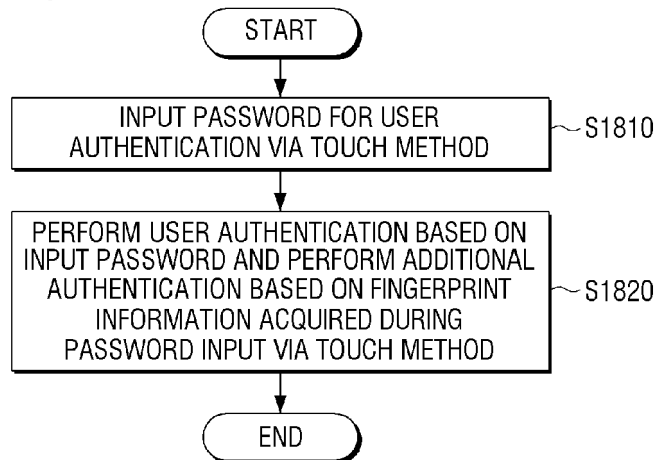 START
INPUT PASSWORD FOR USER
AUTHENTICATION VIA TOUCH METHOD
S1810
PERFORM USER AUTHENTICATION BASED ON
INPUT PASSWORD AND PERFORM ADDITIONAL
AUTHENTICATION BASED ON FINGERPRINT
INFORMATION ACQUIRED DURING
PASSWORD INPUT VIA TOUCH METHOD
S1820
END